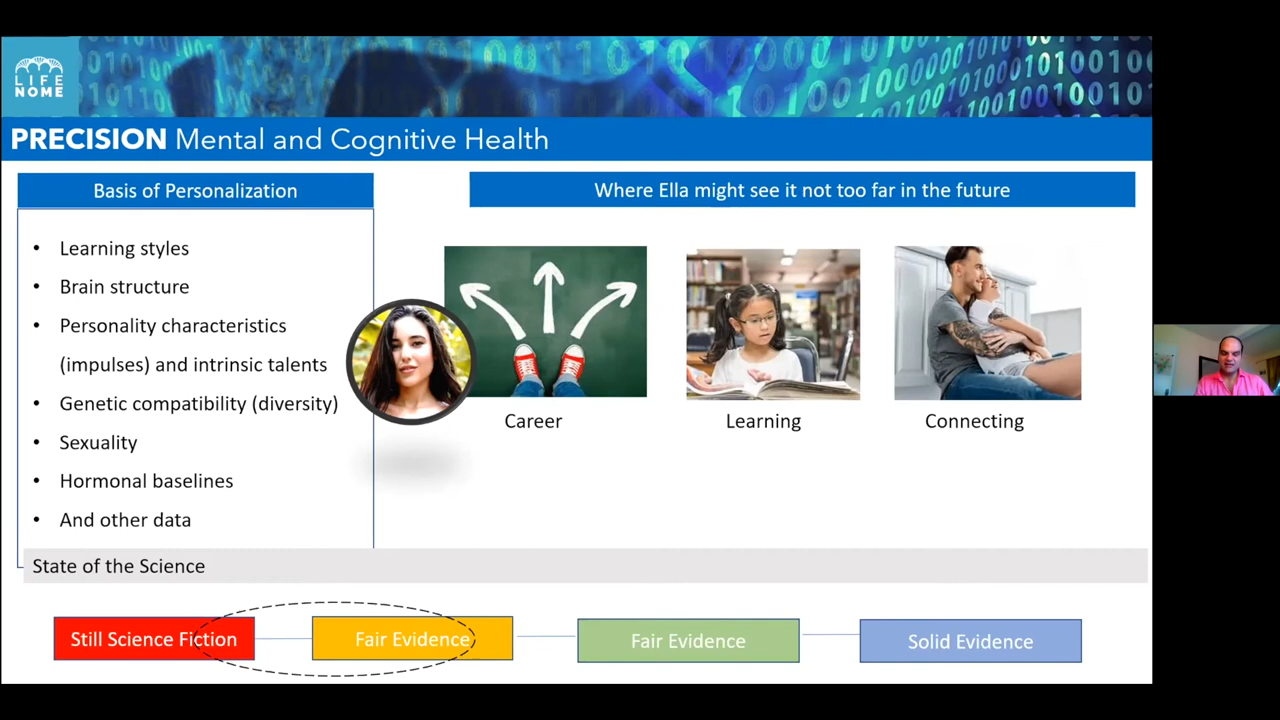 LIFE
NOME
PRECISION Mental and Cognitive Health
Basis of Personalization
• Learning styles
• Brain structure
• Personality characteristics
(impulses) and intrinsic talents
• Genetic compatibility (diversity)
• Sexuality
• Hormonal baselines
• And other data
Where Ella might see it not too far in the future
Career
Learning
Connecting
State of the Science
Still Science Fiction
Fair Evidence
Fair Evidence
Solid Evidence